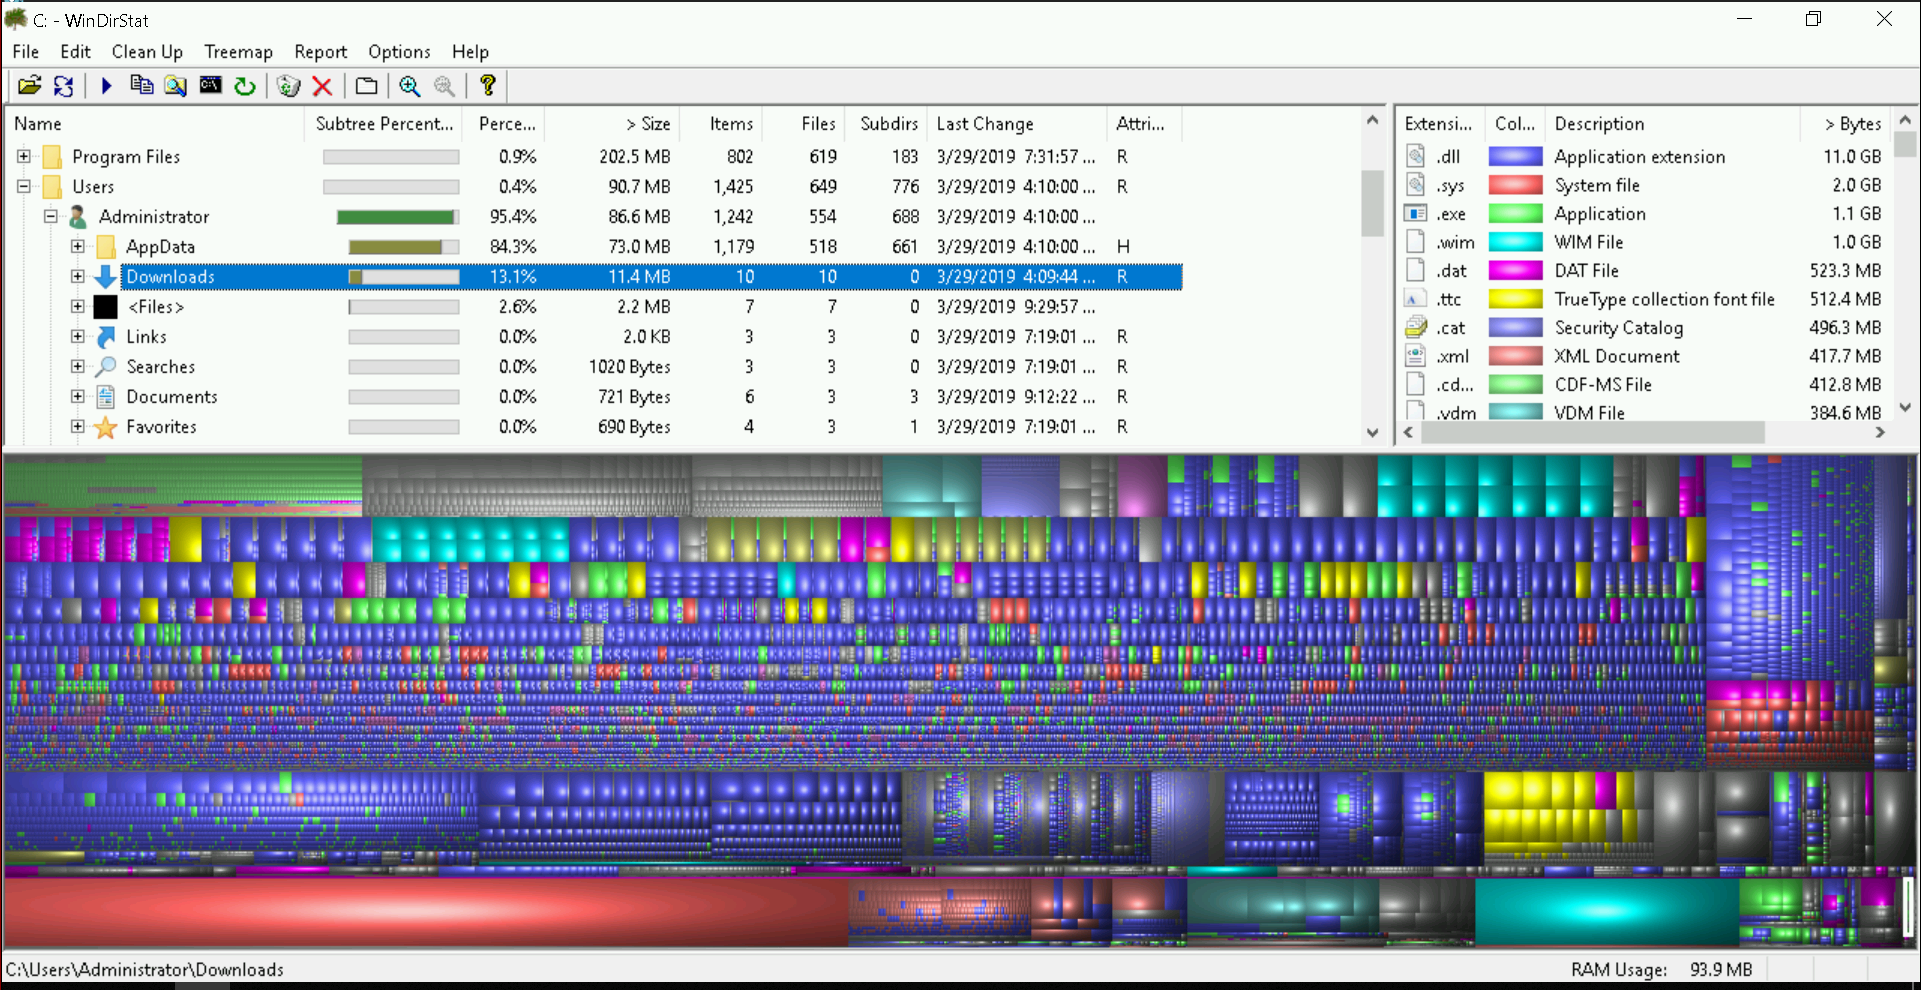 C: - WinDirStat
File Edit Clean Up Treemap Report Options Help
Name Subtree Percent... Perce... > Size Items Files Subdirs Last Change Attri...
Program Files 0.9% 202.5 MB 802 619 183 3/29/2019 7:31:57 ... R
Users 0.4% 90.7 MB 1,425 649 776 3/29/2019 4:10:00 ... R
Administrator 95.4% 86.6 MB 1,242 554 688 3/29/2019 4:10:00 ...
AppData 84.3% 73.0 MB 1,179 518 661 3/29/2019 4:10:00 ... H
Downloads 13.1% 11.4 MB 10 10 0 3/29/2019 4:09:44 ... R
<Files> 2.6% 2.2 MB 7 7 0 3/29/2019 9:29:57 ...
Links 0.0% 2.0 KB 3 3 0 3/29/2019 7:19:01 ... R
Searches 0.0% 1020 Bytes 3 3 0 3/29/2019 7:19:01 ... R
Documents 0.0% 721 Bytes 6 3 3 3/29/2019 9:12:22 ... R
Favorites 0.0% 690 Bytes 4 3 1 3/29/2019 7:19:01 ... R
Extensi... Col... Description > Bytes
.dll Application extension 11.0 GB
.sys System file 2.0 GB
.exe Application 1.1 GB
.wim WIM File 1.0 GB
.dat DAT File 523.3 MB
.ttc TrueType collection font file 512.4 MB
.cat Security Catalog 496.3 MB
.xml XML Document 417.7 MB
.cd... CDF-MS File 412.8 MB
.vdm VDM File 384.6 MB
C:\Users\Administrator\Downloads
RAM Usage: 93.9 MB